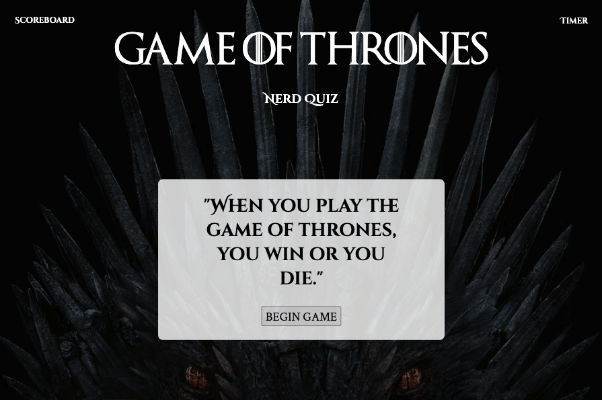 SCOREBOARD
TIMER
GAME OF THRONES
NERD QUIZ
"WHEN YOU PLAY THE
GAME OF THRONES,
YOU WIN OR YOU
DIE."
BEGIN GAME